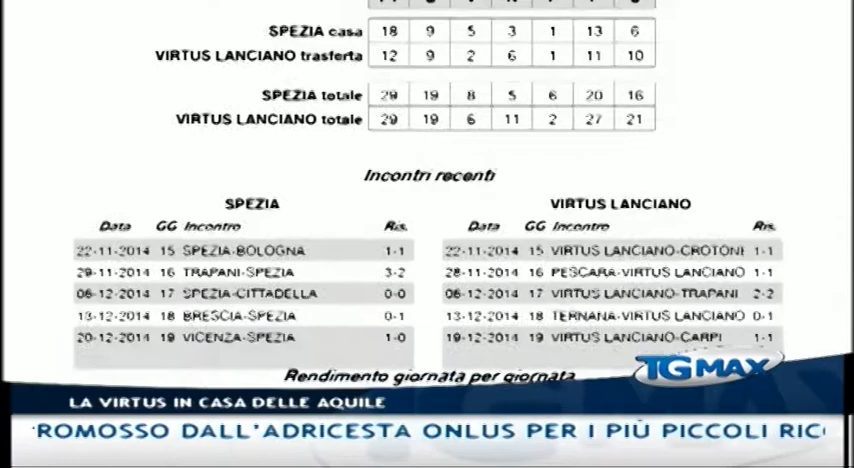 SPEZIA casa 18 9 5 3 1 13 6
VIRTUS LANCIANO trasferta 12 9 2 6 1 11 10
SPEZIA totale 29 19 8 5 6 20 16
VIRTUS LANCIANO totale 29 19 6 11 2 27 21
Incontri recenti
SPEZIA
Data GG Incontro Ris.
22-11-2014 15 SPEZIA-BOLOGNA 1-1
29-11-2014 16 TRAPANI-SPEZIA 3-2
06-12-2014 17 SPEZIA-CITTADELLA 0-0
13-12-2014 18 BRESCIA-SPEZIA 0-1
20-12-2014 19 VICENZA-SPEZIA 1-0
VIRTUS LANCIANO
Data GG Incontro Ris.
22-11-2014 15 VIRTUS LANCIANO-CROTONE 1-1
28-11-2014 16 PESCARA-VIRTUS LANCIANO 1-1
06-12-2014 17 VIRTUS LANCIANO-TRAPANI 2-2
13-12-2014 18 TERNANA-VIRTUS LANCIANO 0-1
19-12-2014 19 VIRTUS LANCIANO-CARPI 1-1
Rendimento giornata per giornata
TGMAX
LA VIRTUS IN CASA DELLE AQUILE
ROMOSSO DALL'ADRICESTA ONLUS PER I PIÙ PICCOLI RIC